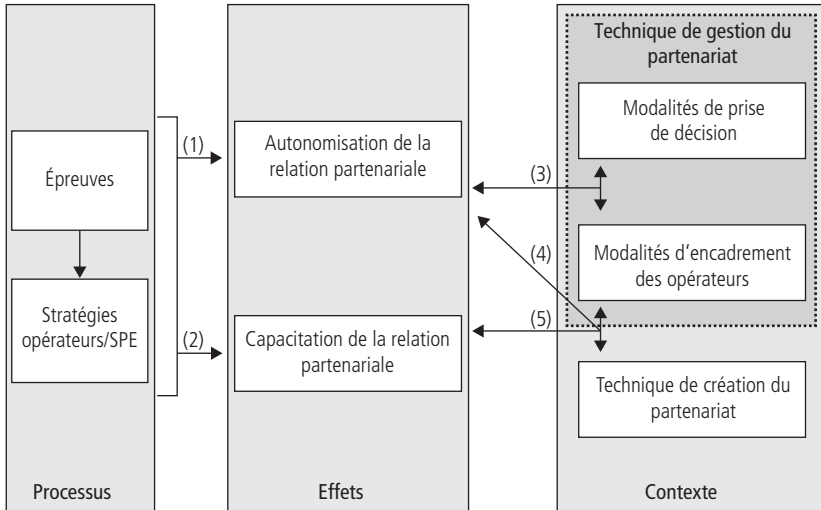 Épreuves
Stratégies
opérateurs/SPE
Processus
(1)
(2)
Autonomisation de la
relation partenariale
Capacitation de la relation
partenariale
Effets
(3)
(4)
(5)
Technique de gestion du
partenariat
Modalités de prise
de décision
Modalités d'encadrement
des opérateurs
Technique de création du
partenariat
Contexte